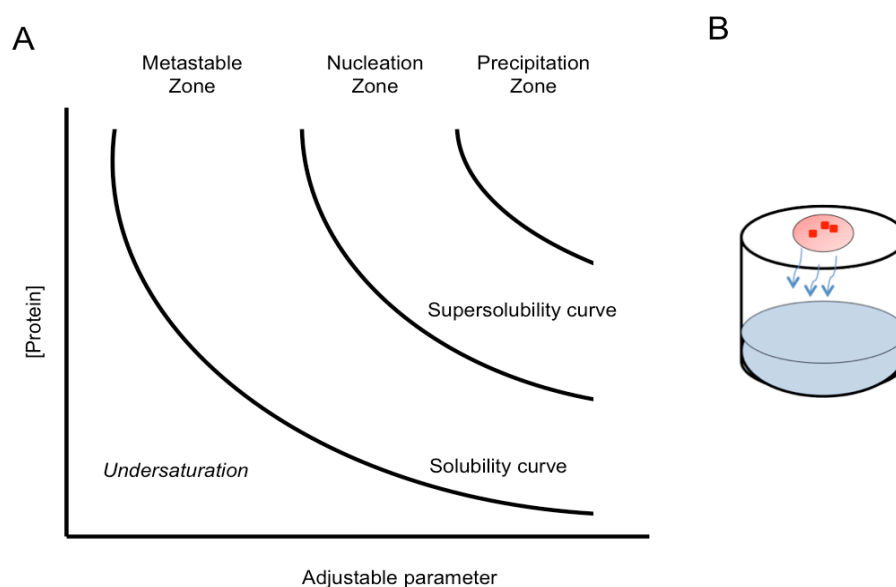 A
B
Metastable
Zone
Nucleation
Zone
Precipitation
Zone
[Protein]
Supersolubility curve
Solubility curve
Undersaturation
Adjustable parameter